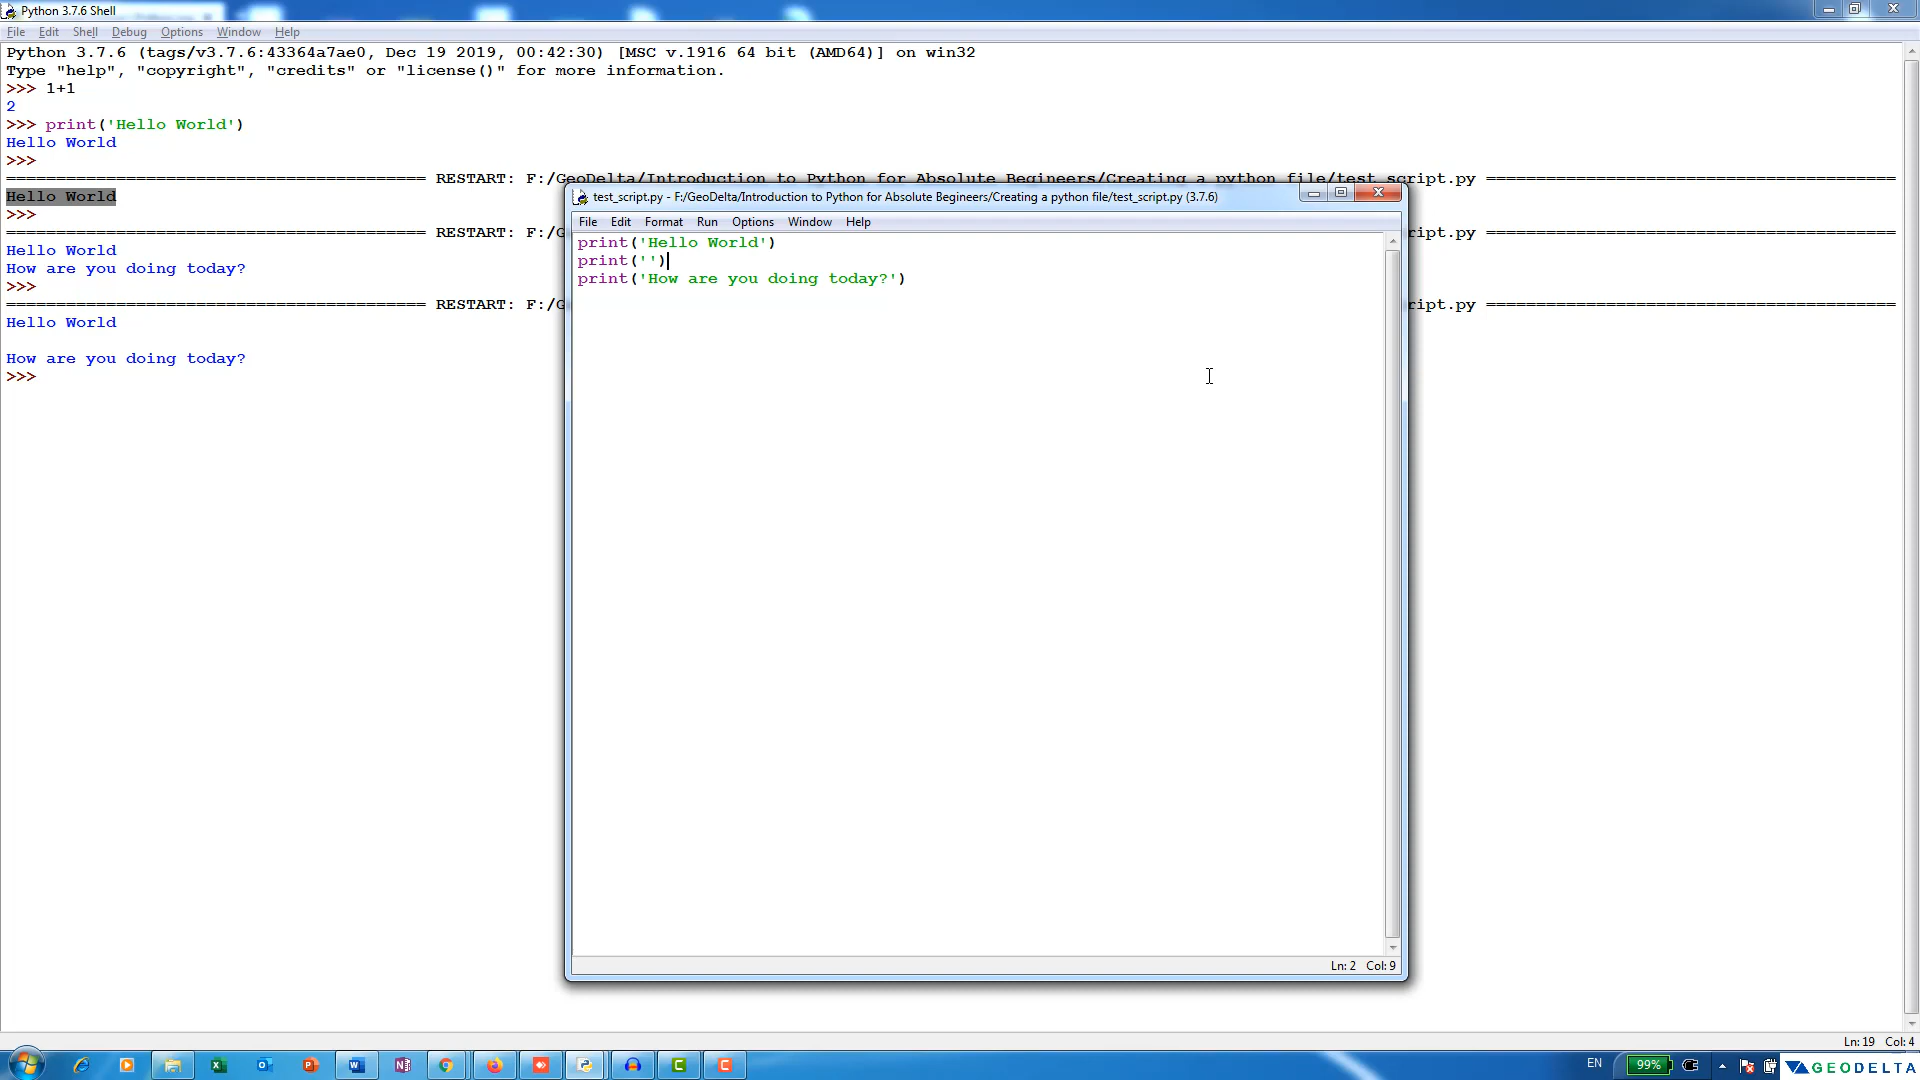 Python 3.7.6 Shell
File Edit Shell Debug Options Window Help
Python 3.7.6 (tags/v3.7.6:43364a7ae0, Dec 19 2019, 00:42:30) [MSC v.1916 64 bit (AMD64)] on win32
Type "help", "copyright", "credits" or "license()" for more information.
>>> 1+1
2
>>> print('Hello World')
Hello World
>>>
========================================== RESTART: F:/GeoDelta/Introduction to Python for Absolute Begineers/Creating a python file/test_script.py =========================================
Hello World
>>>
========================================== RESTART: F:/G
ript.py =========================================
Hello World
How are you doing today?
>>>
========================================== RESTART: F:/G
ript.py =========================================
Hello World
How are you doing today?
>>>
test_script.py - F:/GeoDelta/Introduction to Python for Absolute Begineers/Creating a python file/test_script.py (3.7.6)
File Edit Format Run Options Window Help
print('Hello World')
print('')
print('How are you doing today?')
Ln: 2 Col: 9
Ln: 19 Col: 4
EN
99%
GEODELTA